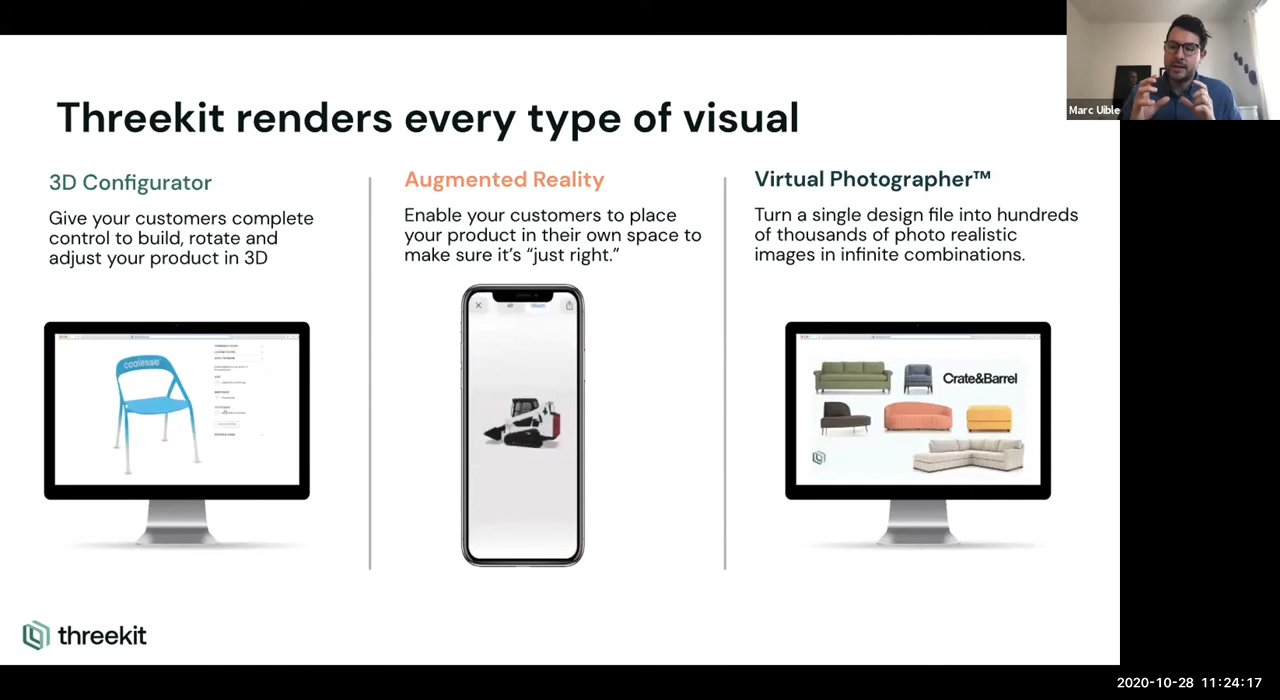 Marc Uible
Threekit renders every type of visual
3D Configurator
Give your customers complete
control to build, rotate and
adjust your product in 3D
Augmented Reality
Enable your customers to place
your product in their own space to
make sure it's “just right.”
Virtual Photographer™
Turn a single design file into hundreds
of thousands of photo realistic
images in infinite combinations.
coalesse
Crate&Barrel
threekit
2020-10-28 11:24:17